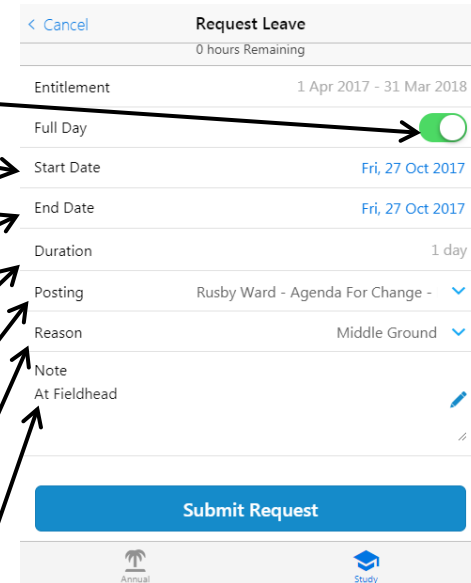 < Cancel Request Leave
0 hours Remaining
Entitlement 1 Apr 2017 - 31 Mar 2018
Full Day
Start Date Fri, 27 Oct 2017
End Date Fri, 27 Oct 2017
Duration 1 day
Posting Rusby Ward - Agenda For Change -
Reason Middle Ground
Note
At Fieldhead
Submit Request
Annual Study